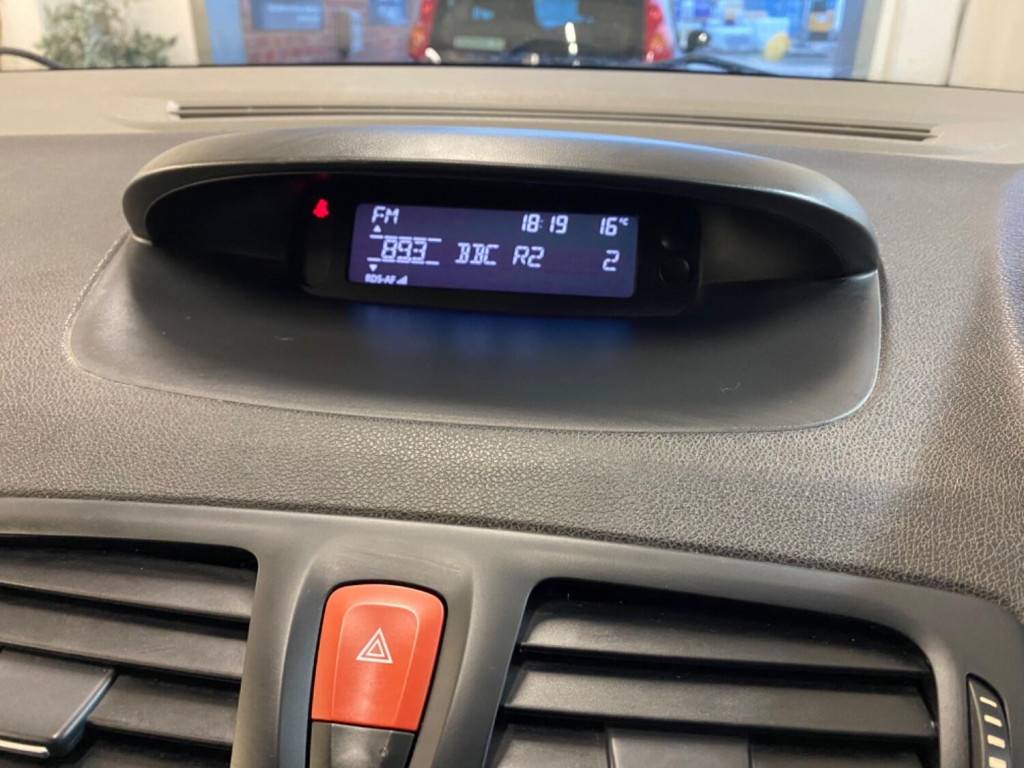 FM 18:19 16°C
89.3 BBC R2 2
RDS-AF